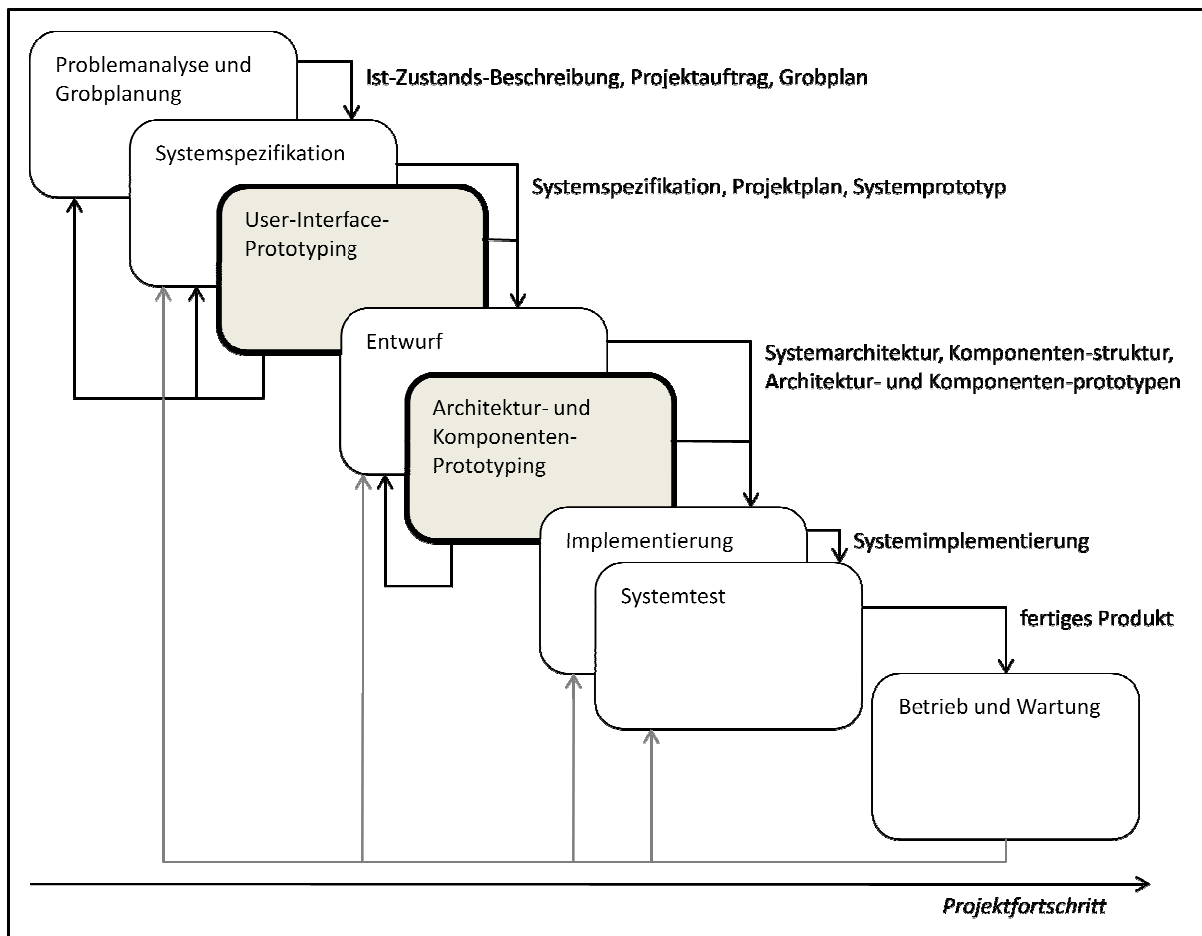 Problemanalyse und
Grobplanung
Ist-Zustands-Beschreibung, Projektauftrag, Grobplan
Systemspezifikation
Systemspezifikation, Projektplan, Systemprototyp
User-Interface-
Prototyping
Entwurf
Systemarchitektur, Komponenten-struktur,
Architektur- und Komponenten-prototypen
Architektur- und
Komponenten-
Prototyping
Implementierung
Systemimplementierung
Systemtest
fertiges Produkt
Betrieb und Wartung
Projektfortschritt